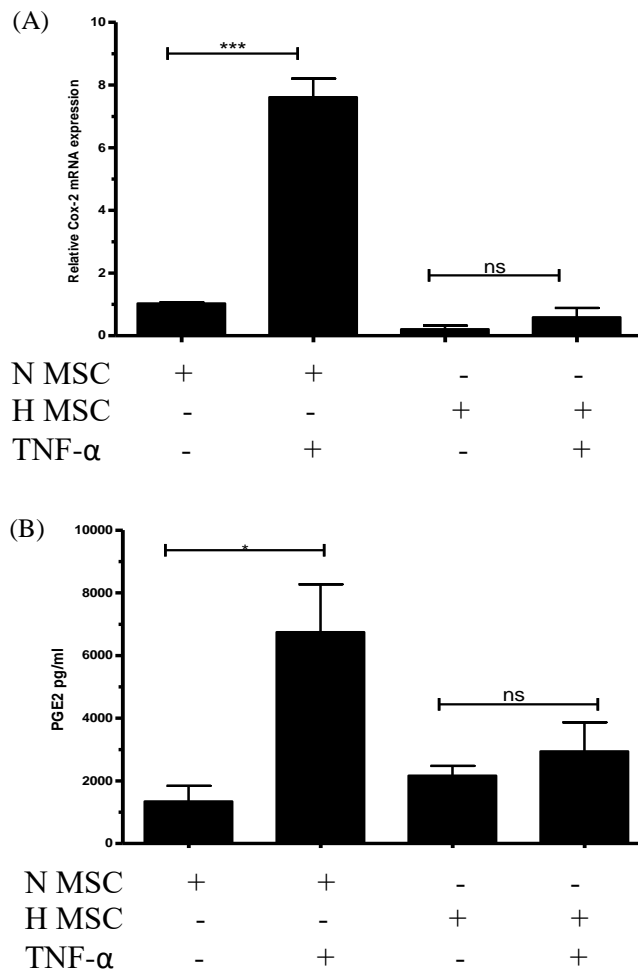 (A)
10
***
8
6
4
ns
2
0
Relative Cox-2 mRNA expression
N MSC + + - -
H MSC - - + +
TNF-α - + - +
(B)
10000
*
8000
6000
ns
4000
2000
0
PGE2 pg/ml
N MSC + + - -
H MSC - - + +
TNF-α - + - +